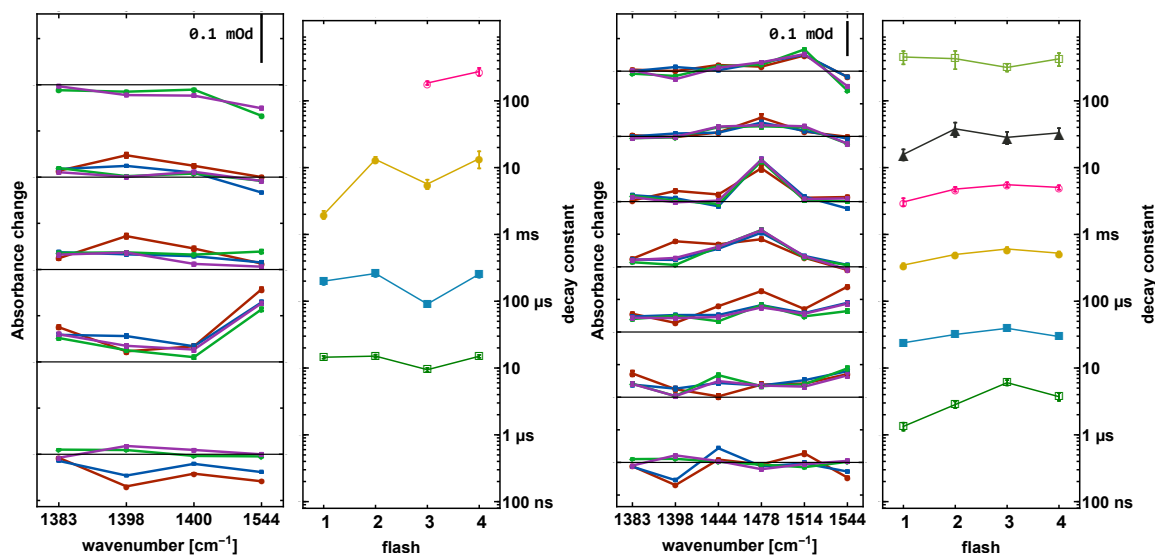 0.1 mOd
Absorbance change
1383 1398 1400 1544
wavenumber [cm⁻¹]
100
10
1 ms
100 µs
10
1 µs
100 ns
decay constant
1 2 3 4
flash
0.1 mOd
Absorbance change
1383 1398 1444 1478 1514 1544
wavenumber [cm⁻¹]
100
10
1 ms
100 µs
10
1 µs
100 ns
decay constant
1 2 3 4
flash